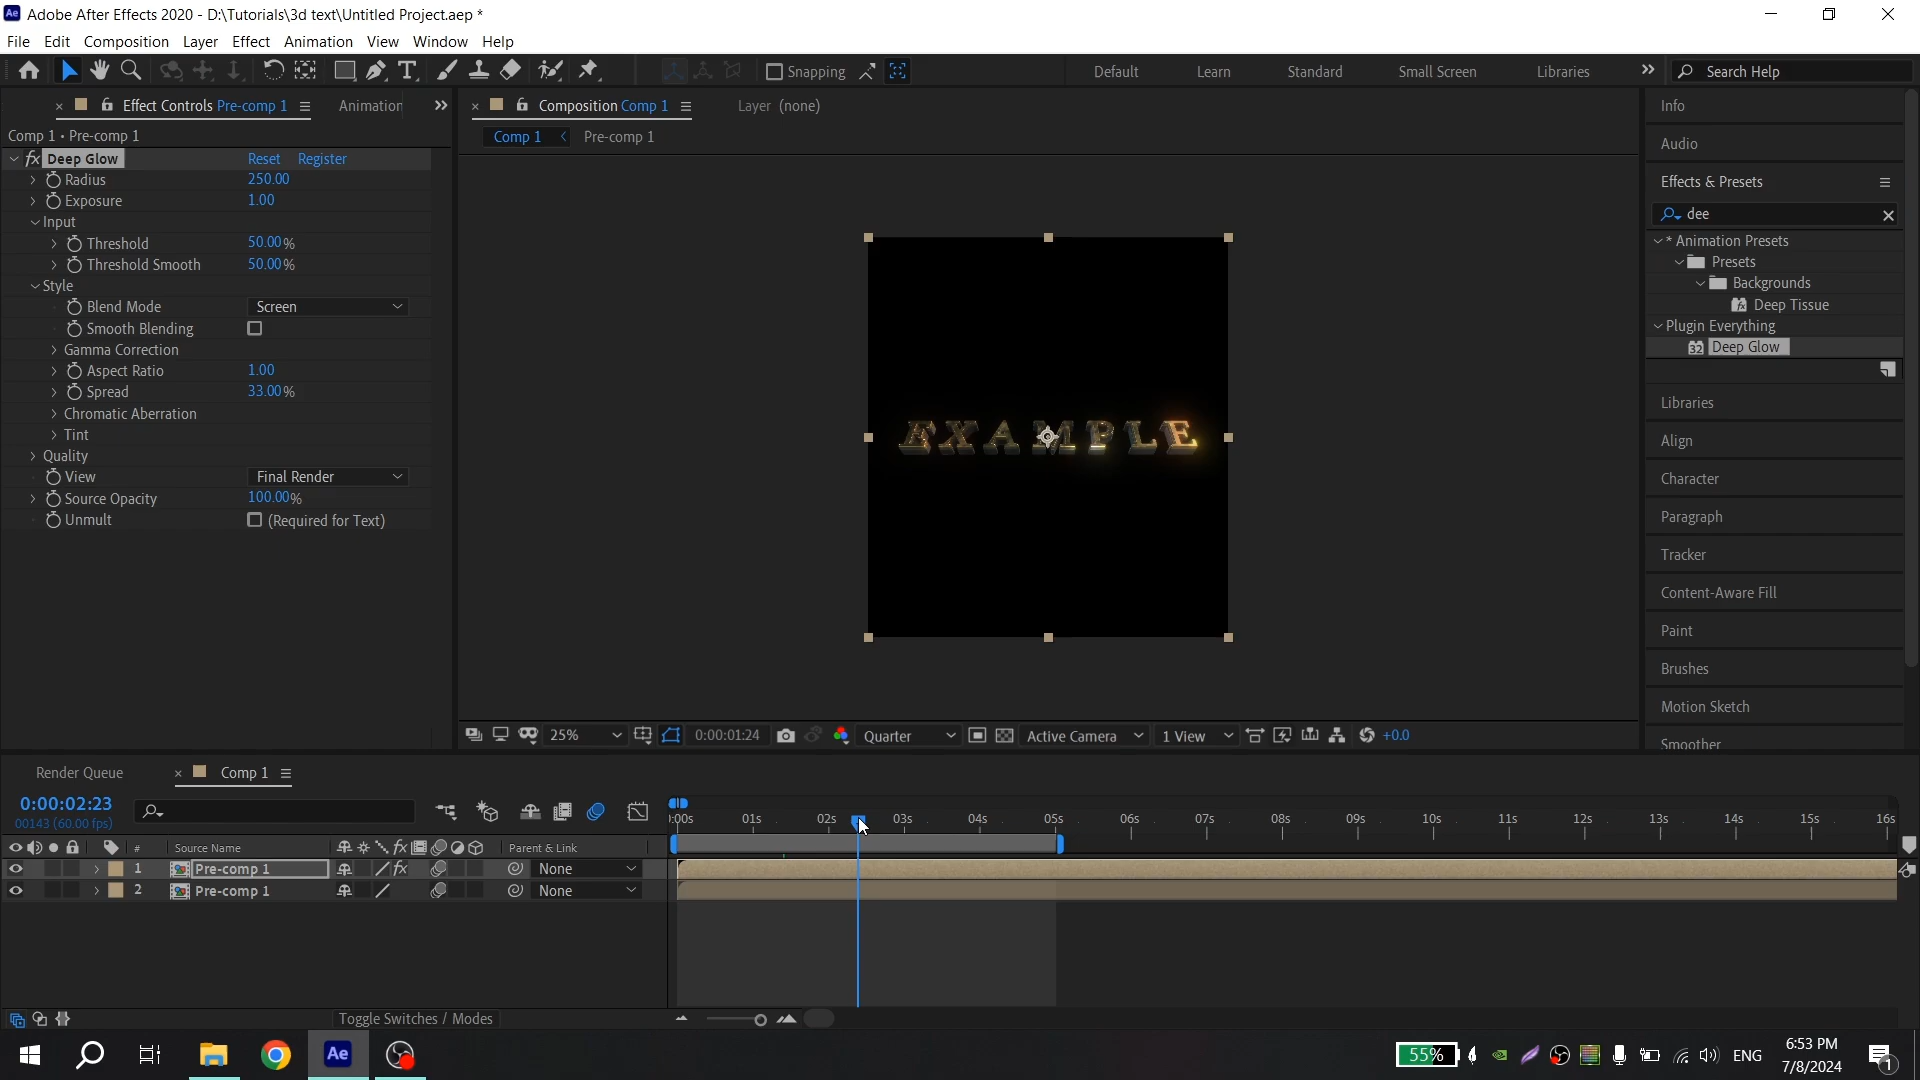 Ae Adobe After Effects 2020 - D:\Tutorials\3d text\Untitled Project.aep *
File Edit Composition Layer Effect Animation View Window Help
Snapping Default Learn Standard Small Screen Libraries Search Help
Effect Controls Pre-comp 1 Animation
Comp 1 • Pre-comp 1
fx Deep Glow Reset Register
Radius 250.00
Exposure 1.00
Input
Threshold 50.00%
Threshold Smooth 50.00%
Style
Blend Mode Screen
Smooth Blending
Gamma Correction
Aspect Ratio 1.00
Spread 33.00%
Chromatic Aberration
Tint
Quality
View Final Render
Source Opacity 100.00%
Unmult (Required for Text)
Composition Comp 1 Layer (none)
Comp 1 Pre-comp 1
EXAMPLE
25% 0:00:01:24 Quarter Active Camera 1 View +0.0
Info
Audio
Effects & Presets
dee
* Animation Presets
Presets
Backgrounds
Deep Tissue
Plugin Everything
32 Deep Glow
Libraries
Align
Character
Paragraph
Tracker
Content-Aware Fill
Paint
Brushes
Motion Sketch
Smoother
Render Queue Comp 1
0:00:02:23
00143 (60.00 fps)
:00s 01s 02s 03s 04s 05s 06s 07s 08s 09s 10s 11s 12s 13s 14s 15s 16s
# Source Name fx Parent & Link
1 Pre-comp 1 fx None
2 Pre-comp 1 None
Toggle Switches / Modes
Ae 55% ENG 6:53 PM
7/8/2024 1